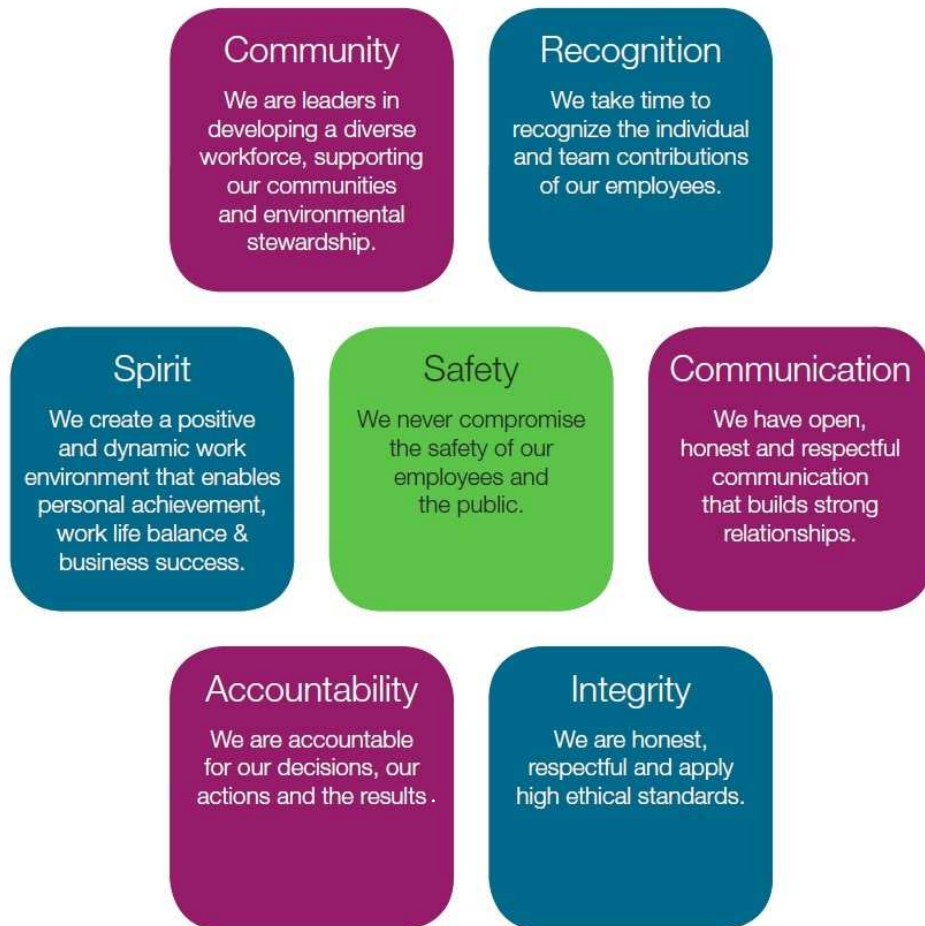 Community
We are leaders in
developing a diverse
workforce, supporting
our communities
and environmental
stewardship.
Recognition
We take time to
recognize the individual
and team contributions
of our employees.
Spirit
We create a positive
and dynamic work
environment that enables
personal achievement,
work life balance &
business success.
Safety
We never compromise
the safety of our
employees and
the public.
Communication
We have open,
honest and respectful
communication
that builds strong
relationships.
Accountability
We are accountable
for our decisions, our
actions and the results .
Integrity
We are honest,
respectful and apply
high ethical standards.